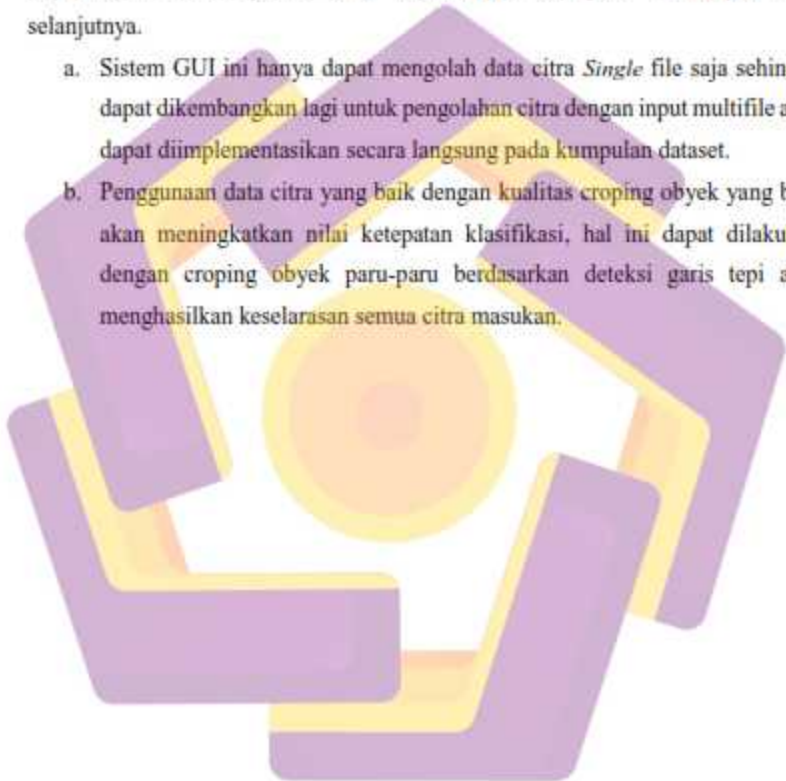 selanjutnya.
a. Sistem GUI ini hanya dapat mengolah data citra Single file saja sehin
dapat dikembangkan lagi untuk pengolahan citra dengan input multifile a
dapat diimplementasikan secara langsung pada kumpulan dataset.
b. Penggunaan data citra yang baik dengan kualitas croping obyek yang b
akan meningkatkan nilai ketepatan klasifikasi, hal ini dapat dilaku
dengan croping obyek paru-paru berdasarkan deteksi garis tepi a
menghasilkan keselarasan semua citra masukan.